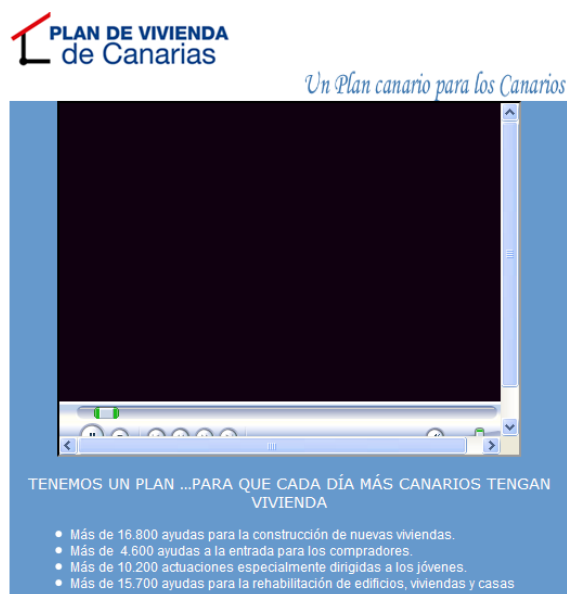 PLAN DE VIVIENDA
de Canarias
Un Plan canario para los Canarios
TENEMOS UN PLAN ...PARA QUE CADA DÍA MÁS CANARIOS TENGAN
VIVIENDA
Más de 16.800 ayudas para la construcción de nuevas viviendas.
Más de  4.600 ayudas a la entrada para los compradores.
Más de 10.200 actuaciones especialmente dirigidas a los jóvenes.
Más de 15.700 ayudas para la rehabilitación de edificios, viviendas y casas